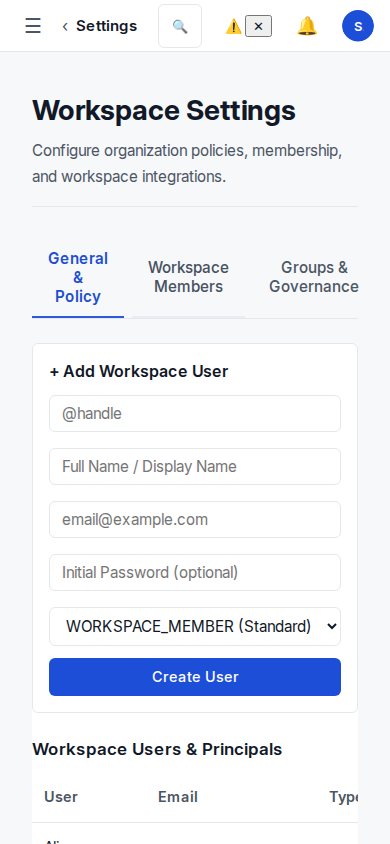 ☰ ‹ Settings 🔍 ⚠️ ✕ 🔔 S
Workspace Settings
Configure organization policies, membership,
and workspace integrations.
General
&
Policy
Workspace
Members
Groups &
Governance
+ Add Workspace User
@handle
Full Name / Display Name
email@example.com
Initial Password (optional)
WORKSPACE_MEMBER (Standard)
Create User
Workspace Users & Principals
User Email Type